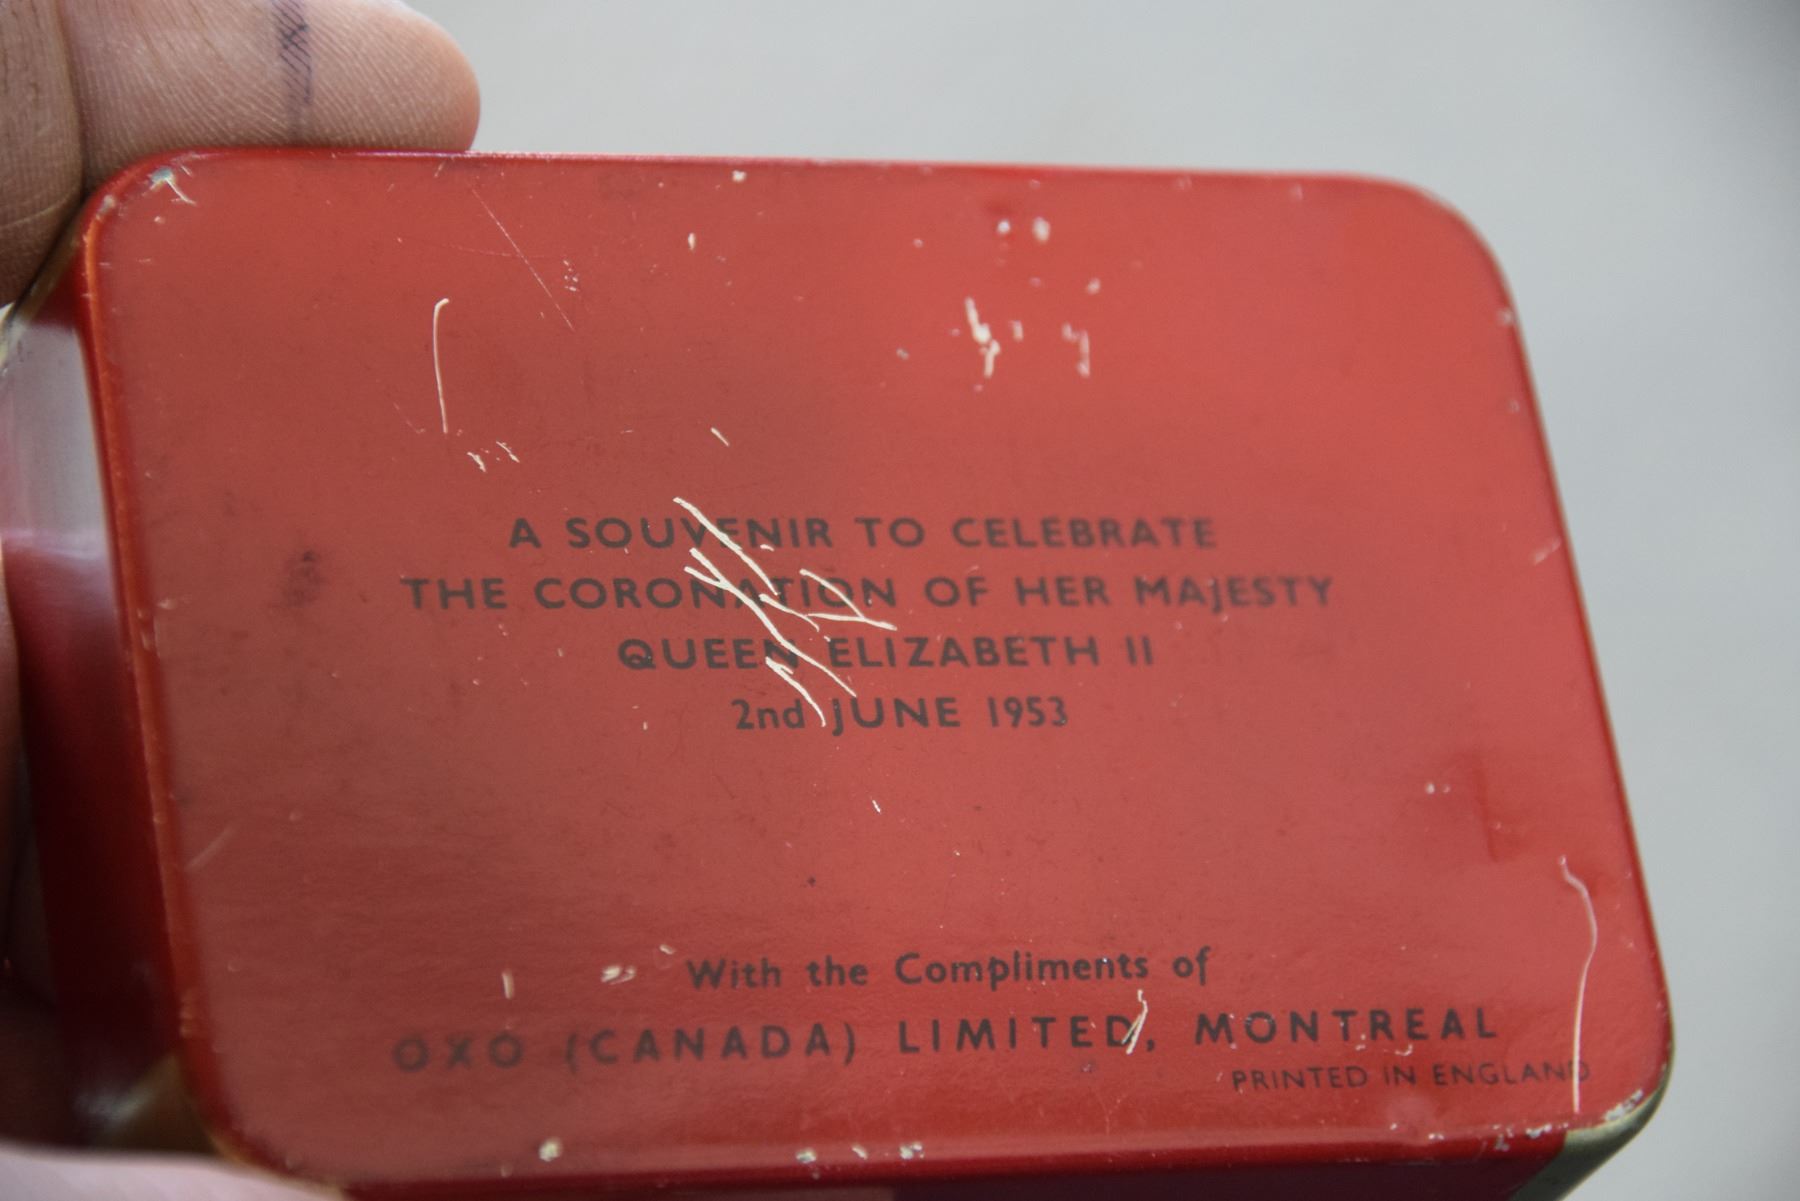 A SOUVENIR TO CELEBRATE
THE CORONATION OF HER MAJESTY
QUEEN ELIZABETH II
2nd JUNE 1953
With the Compliments of
OXO (CANADA) LIMITED, MONTREAL
PRINTED IN ENGLAND